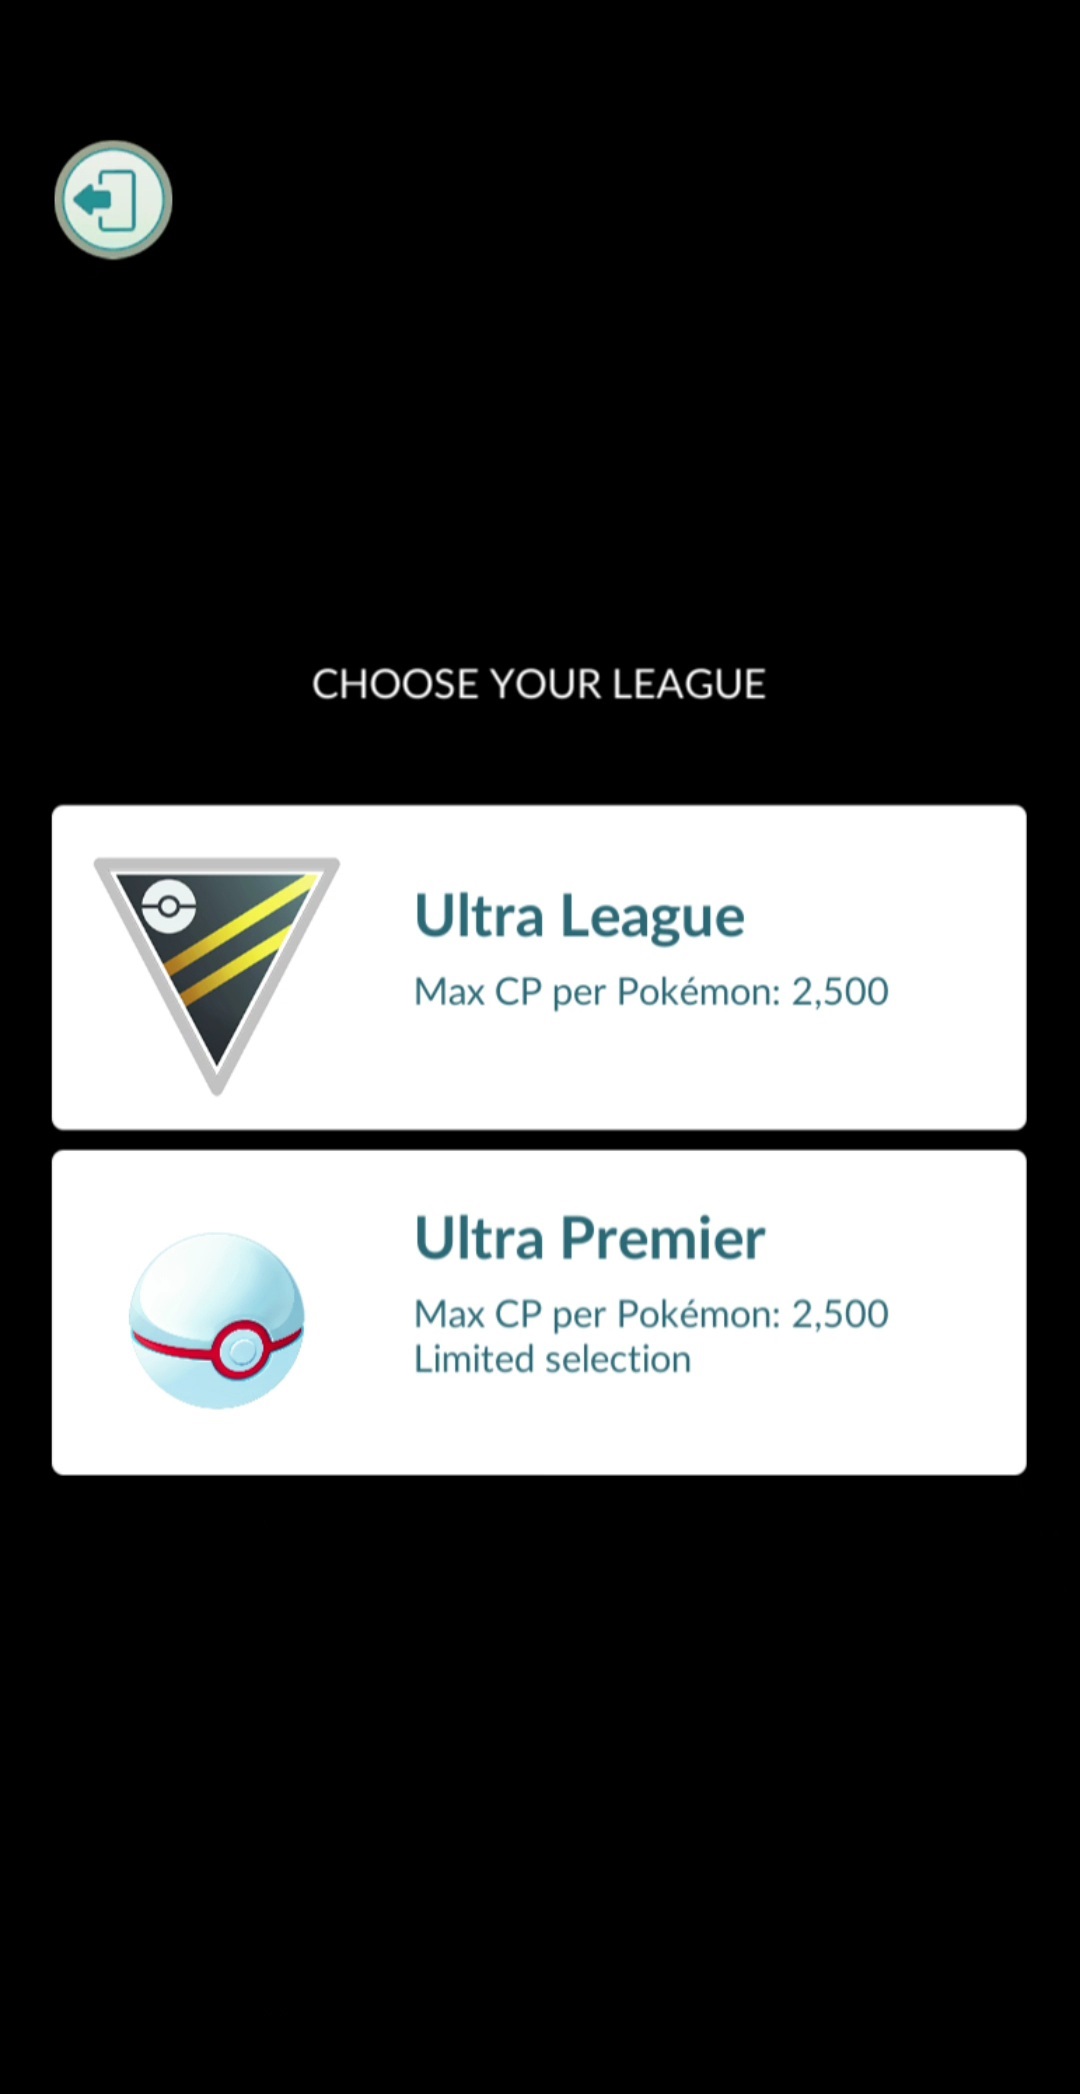 CHOOSE YOUR LEAGUE
Ultra League
Max CP per Pokémon: 2,500
Ultra Premier
Max CP per Pokémon: 2,500
Limited selection